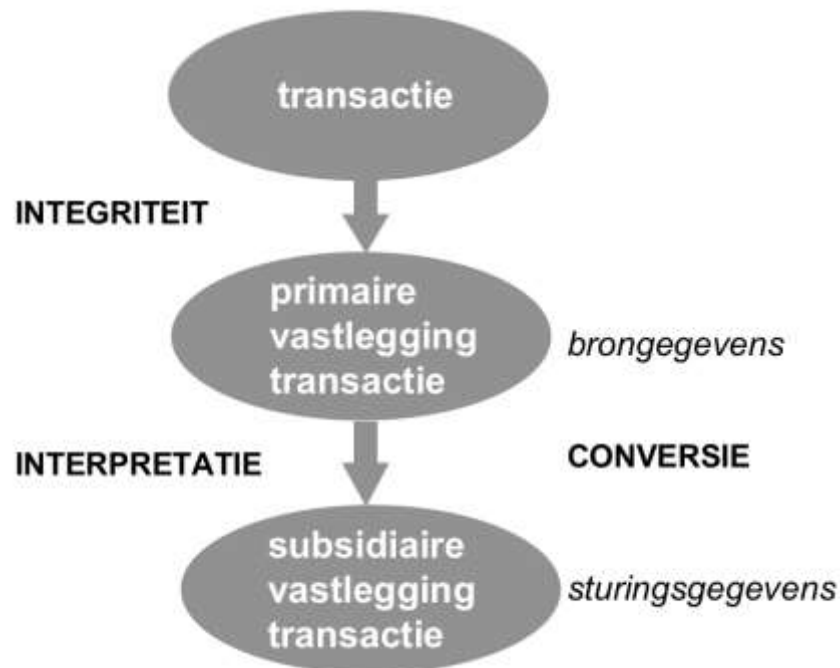 transactie
INTEGRITEIT
primaire
vastlegging
transactie
brongegevens
INTERPRETATIE
CONVERSIE
subsidiaire
vastlegging
transactie
sturingsgegevens